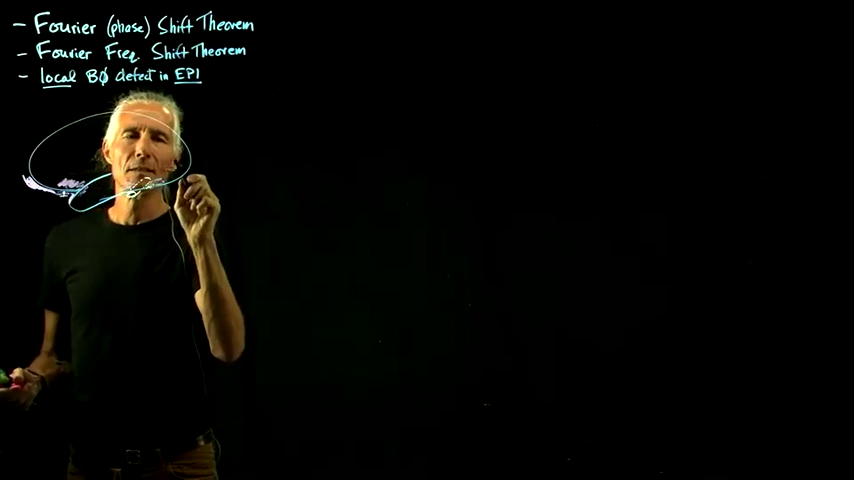 - Fourier (phase) Shift Theorem
- Fourier Freq. Shift Theorem
- local BØ defect in EPI